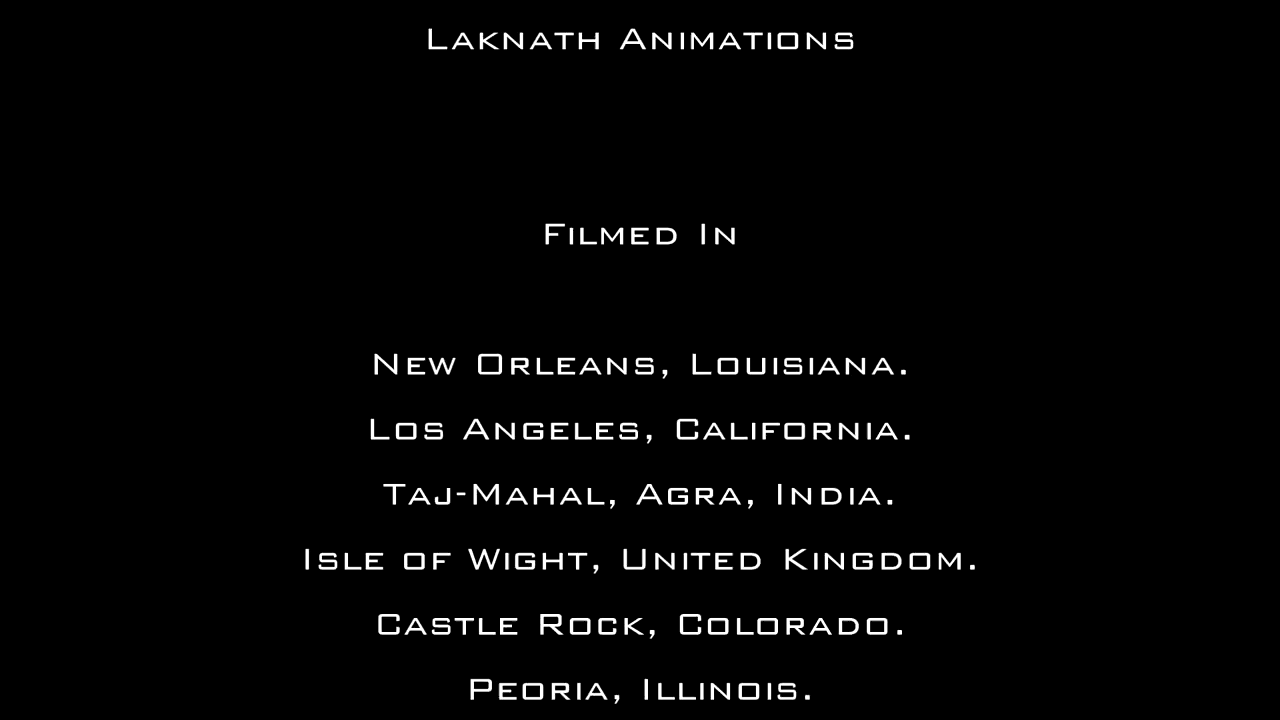 Laknath Animations
Filmed In
New Orleans, Louisiana.
Los Angeles, California.
Taj-Mahal, Agra, India.
Isle of Wight, United Kingdom.
Castle Rock, Colorado.
Peoria, Illinois.